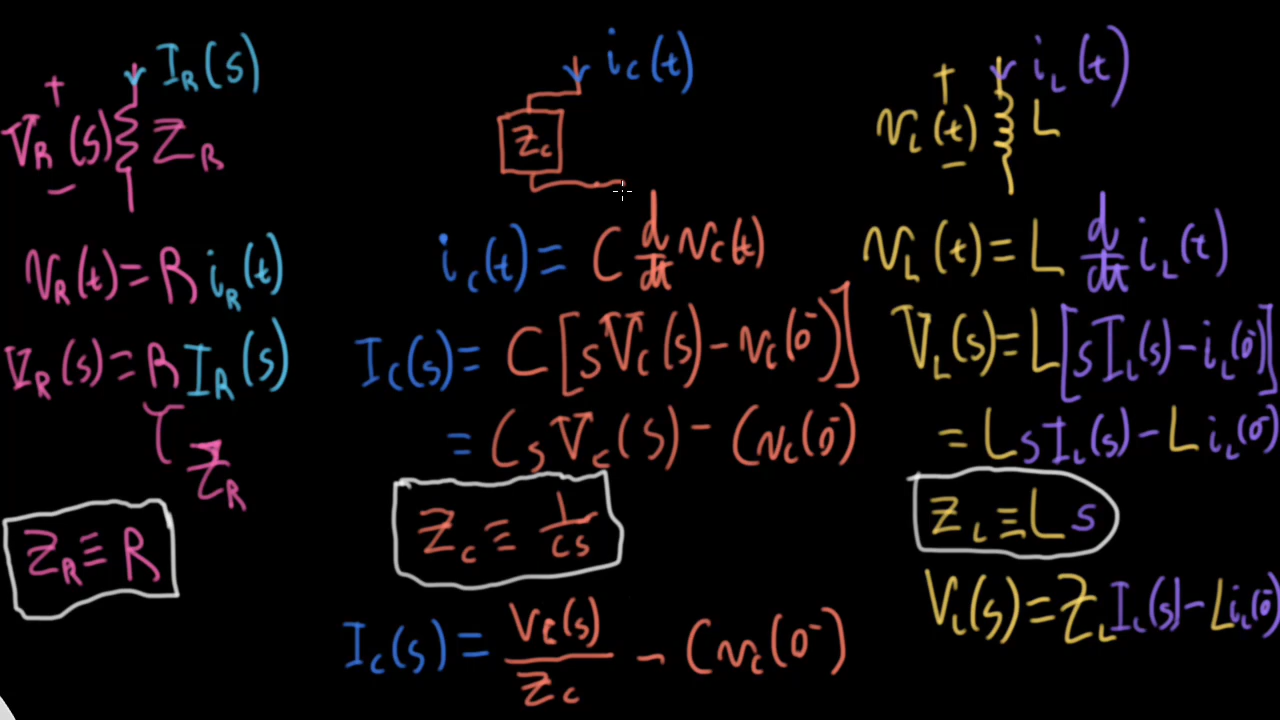 I_R(s)
+
V_R(s) Z_R
−
v_R(t) = R i_R(t)
V_R(s) = R I_R(s)
Z_R
Z_R ≡ R
i_C(t)
Z_C
i_C(t) = C d/dt v_C(t)
I_C(s) = C[sV_C(s) − v_C(0⁻)]
= CsV_C(s) − Cv_C(0⁻)
Z_C ≡ 1/Cs
I_C(s) = V_C(s)/Z_C − Cv_C(0⁻)
i_L(t)
+
v_L(t) L
−
v_L(t) = L d/dt i_L(t)
V_L(s) = L[sI_L(s) − i_L(0⁻)]
= LsI_L(s) − Li_L(0⁻)
Z_L ≡ Ls
V_L(s) = Z_L I_L(s) − Li_L(0⁻)